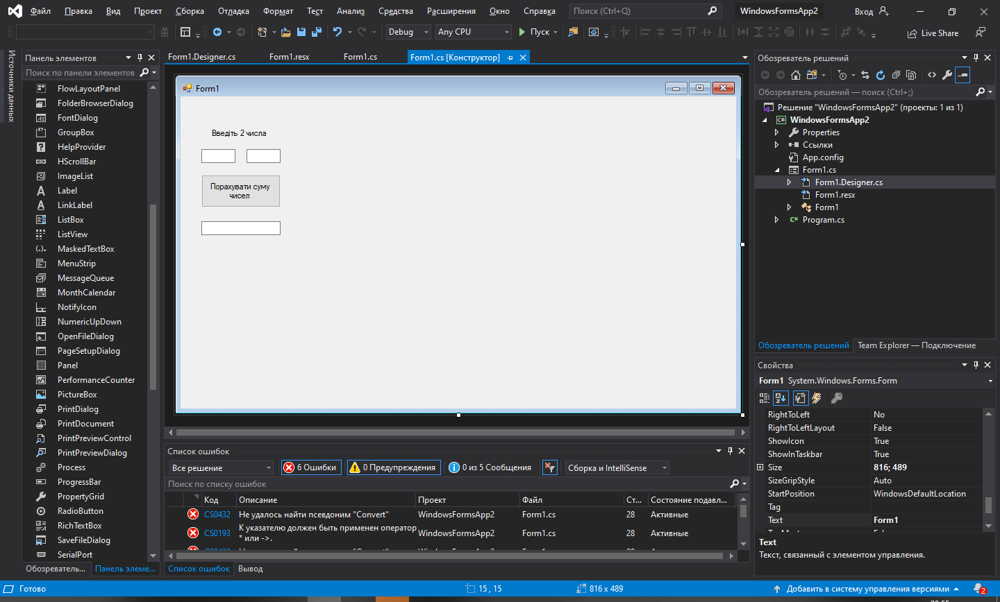 Файл Правка Вид Проект Сборка Отладка Формат Тест Анализ Средства Расширения Окно Справка Поиск (Ctrl+Q) WindowsFormsApp2 Вход
Debug Any CPU Пуск Live Share
Источники данных
Панель элементов
Поиск по панели элементов
FlowLayoutPanel
FolderBrowserDialog
FontDialog
GroupBox
HelpProvider
HScrollBar
ImageList
Label
LinkLabel
ListBox
ListView
MaskedTextBox
MenuStrip
MessageQueue
MonthCalendar
NotifyIcon
NumericUpDown
OpenFileDialog
PageSetupDialog
Panel
PerformanceCounter
PictureBox
PrintDialog
PrintDocument
PrintPreviewControl
PrintPreviewDialog
Process
ProgressBar
PropertyGrid
RadioButton
RichTextBox
SaveFileDialog
SerialPort
Обозреватель... Панель элеме...
Form1.Designer.cs Form1.resx Form1.cs Form1.cs [Конструктор]
Form1
Введіть 2 числа
Порахувати суму
чисел
Список ошибок
Все решение 6 Ошибки 0 Предупреждения 0 из 5 Сообщения Сборка и IntelliSense
Поиск по списку ошибок
Код Описание Проект Файл Ст... Состояние подавл...
CS0432 Не удалось найти псевдоним "Convert" WindowsFormsApp2 Form1.cs 28 Активные
CS0193 К указателю должен быть применен оператор * или ->. WindowsFormsApp2 Form1.cs 28 Активные
Список ошибок Вывод
Обозреватель решений
Обозреватель решений — поиск (Ctrl+;)
Решение "WindowsFormsApp2" (проекты: 1 из 1)
WindowsFormsApp2
Properties
Ссылки
App.config
Form1.cs
Form1.Designer.cs
Form1.resx
Form1
Program.cs
Обозреватель решений Team Explorer — Подключение
Свойства
Form1 System.Windows.Forms.Form
RightToLeft No
RightToLeftLayout False
ShowIcon True
ShowInTaskbar True
Size 816; 489
SizeGripStyle Auto
StartPosition WindowsDefaultLocation
Tag
Text Form1
Text
Текст, связанный с элементом управления.
Готово 15 , 15 816 x 489 Добавить в систему управления версиями 2